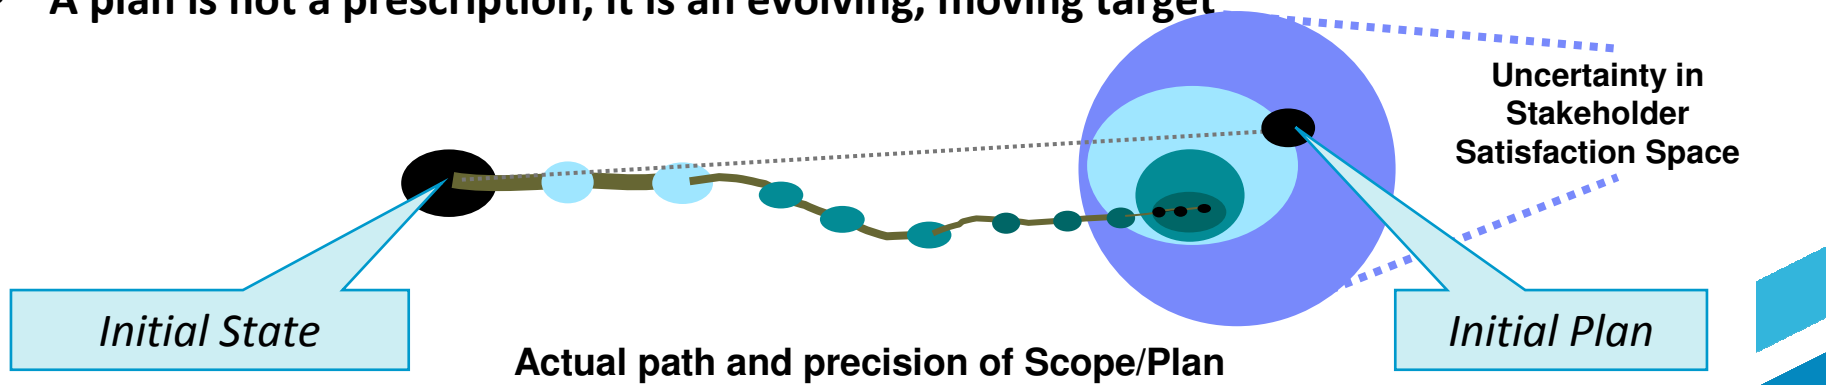 A plan is not a prescription, it is an evolving, moving target
Uncertainty in
Stakeholder
Satisfaction Space
Initial State
Initial Plan
Actual path and precision of Scope/Plan